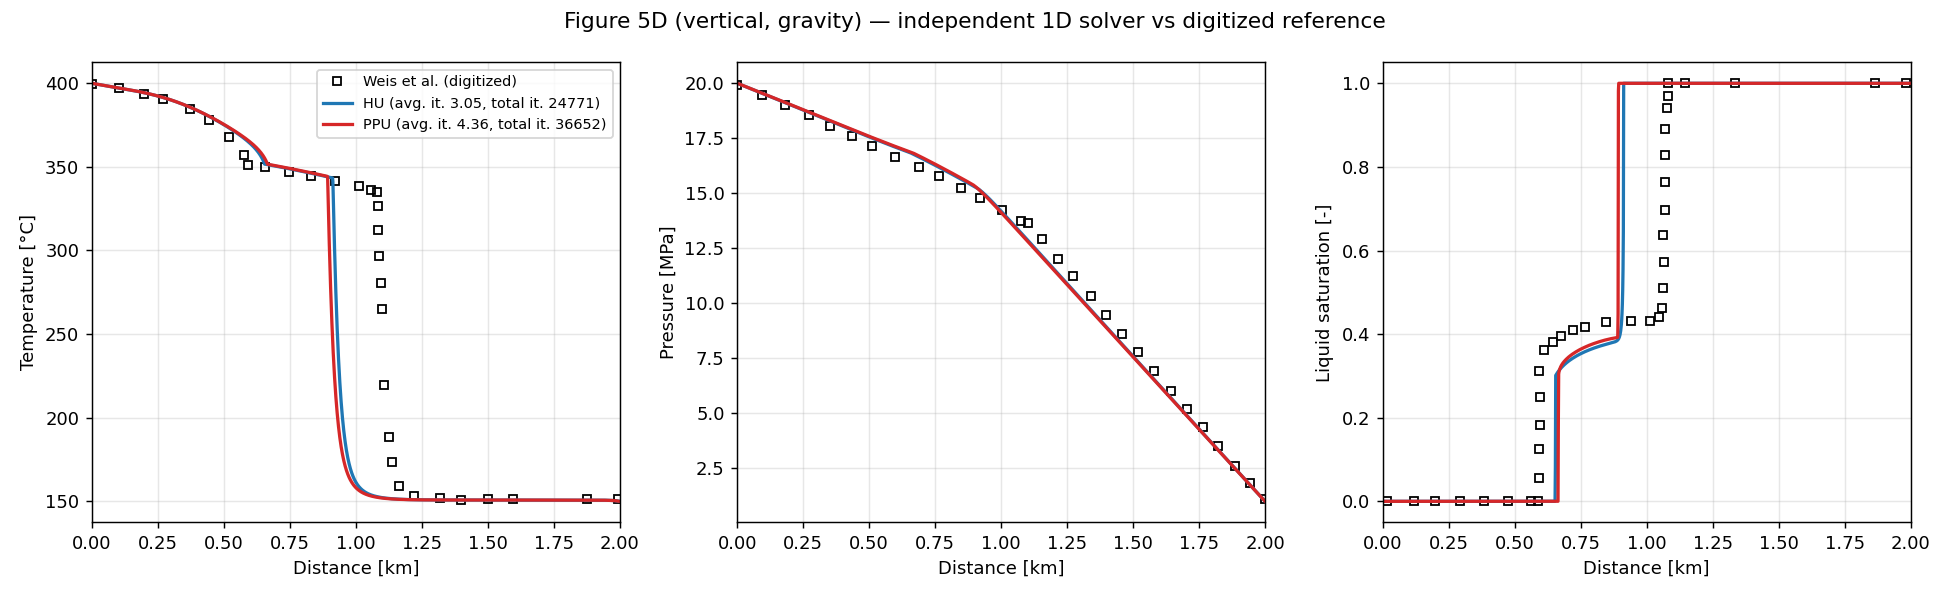 Figure 5D (vertical, gravity) — independent 1D solver vs digitized reference
Temperature [°C]
400
350
300
250
200
150
Weis et al. (digitized)
HU (avg. it. 3.05, total it. 24771)
PPU (avg. it. 4.36, total it. 36652)
0.00 0.25 0.50 0.75 1.00 1.25 1.50 1.75 2.00
Distance [km]
Pressure [MPa]
20.0
17.5
15.0
12.5
10.0
7.5
5.0
2.5
0.00 0.25 0.50 0.75 1.00 1.25 1.50 1.75 2.00
Distance [km]
Liquid saturation [-]
1.0
0.8
0.6
0.4
0.2
0.0
0.00 0.25 0.50 0.75 1.00 1.25 1.50 1.75 2.00
Distance [km]